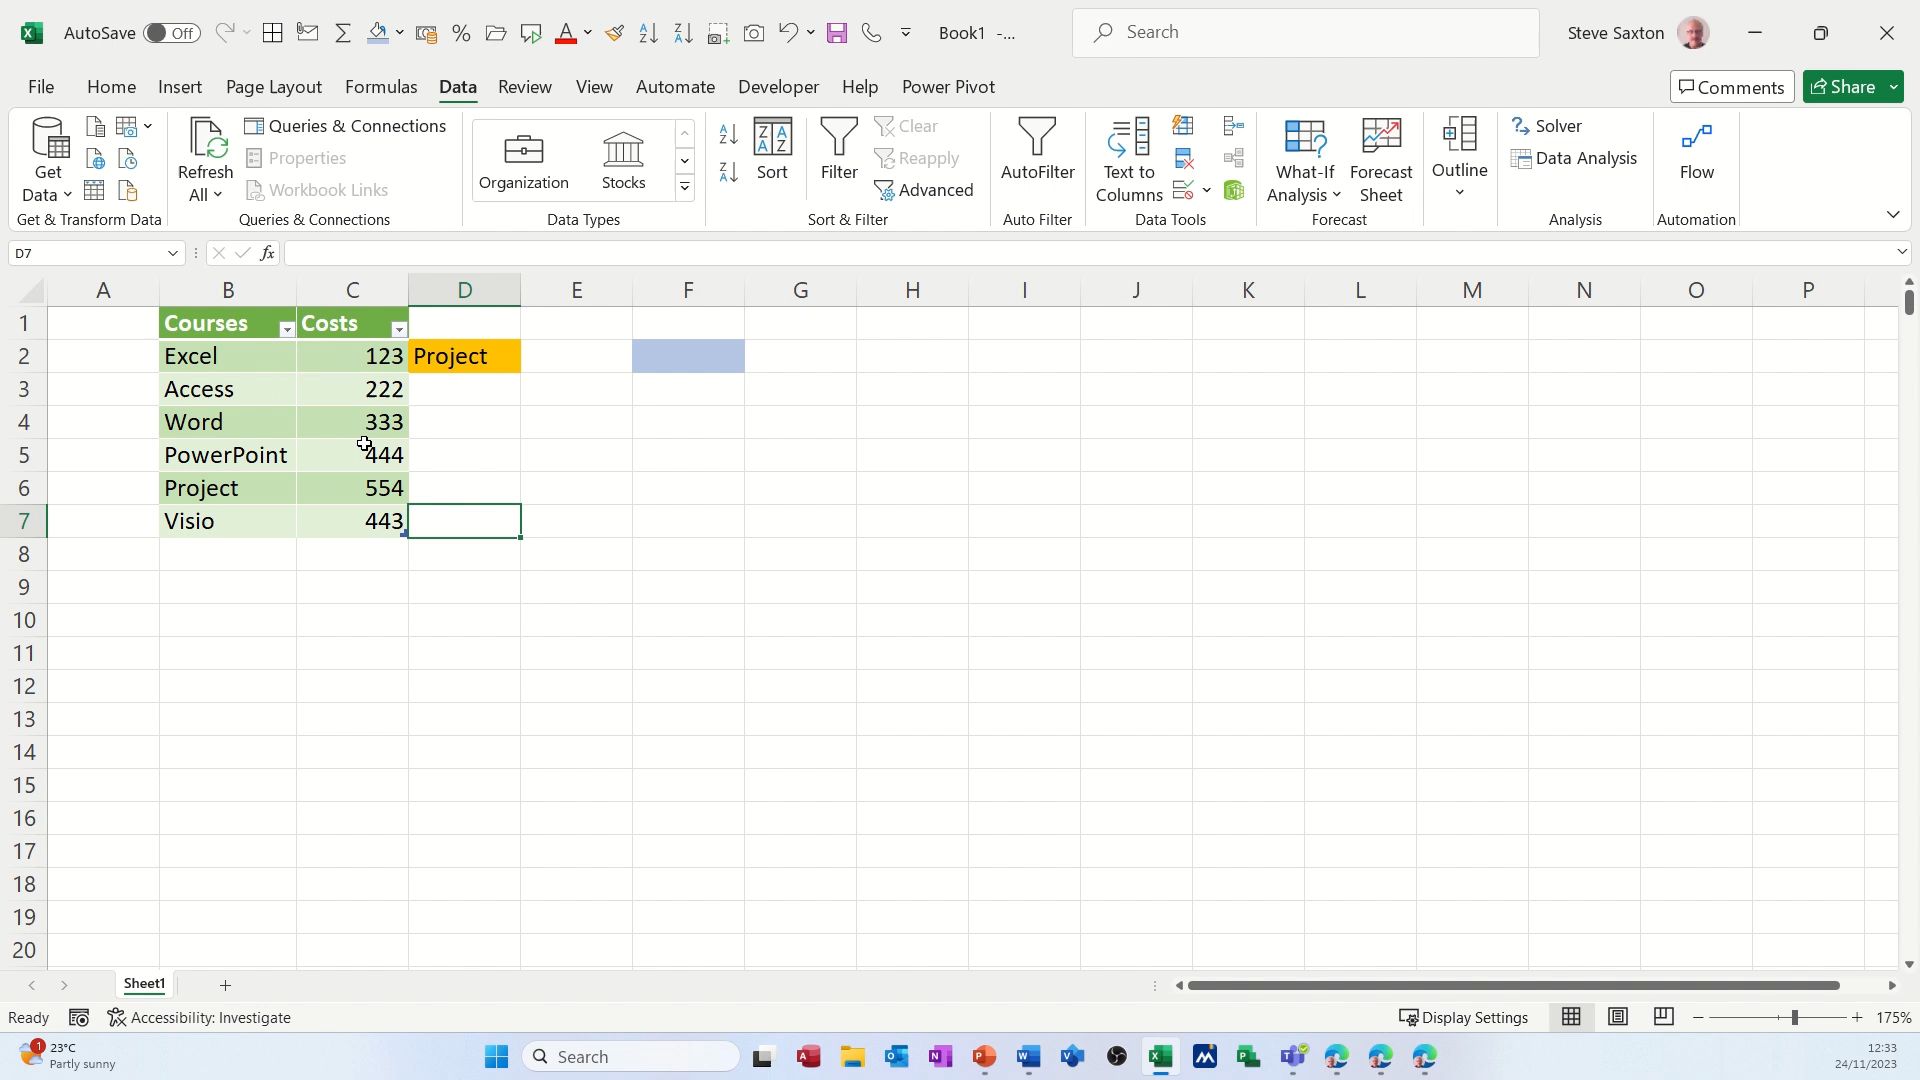 AutoSave Off Book1 -... Search Steve Saxton
File Home Insert Page Layout Formulas Data Review View Automate Developer Help Power Pivot Comments Share
Get Data Refresh All Queries & Connections Properties Workbook Links Organization Stocks Sort Filter Clear Reapply Advanced AutoFilter Text to Columns What-If Analysis Forecast Sheet Outline Solver Data Analysis Flow
Get & Transform Data Queries & Connections Data Types Sort & Filter Auto Filter Data Tools Forecast Analysis Automation
D7 fx
A B C D E F G H I J K L M N O P
1 Courses Costs
2 Excel 123 Project
3 Access 222
4 Word 333
5 PowerPoint 444
6 Project 554
7 Visio 443
8
9
10
11
12
13
14
15
16
17
18
19
20
Sheet1
Ready Accessibility: Investigate Display Settings 175%
1 23°C Search 12:33
Partly sunny 24/11/2023